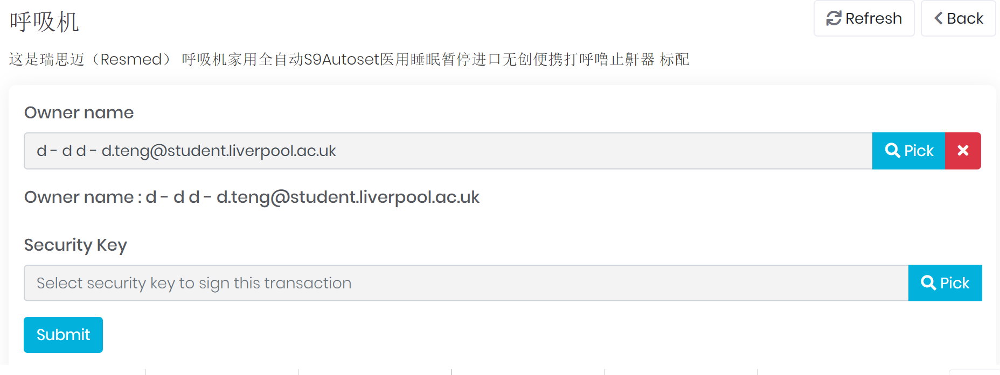 呼吸机
Refresh
Back
这是瑞思迈（Resmed） 呼吸机家用全自动S9Autoset医用睡眠暂停进口无创便携打呼噜止鼾器 标配
Owner name
d - d d - d.teng@student.liverpool.ac.uk
Pick
Owner name : d - d d - d.teng@student.liverpool.ac.uk
Security Key
Select security key to sign this transaction
Pick
Submit